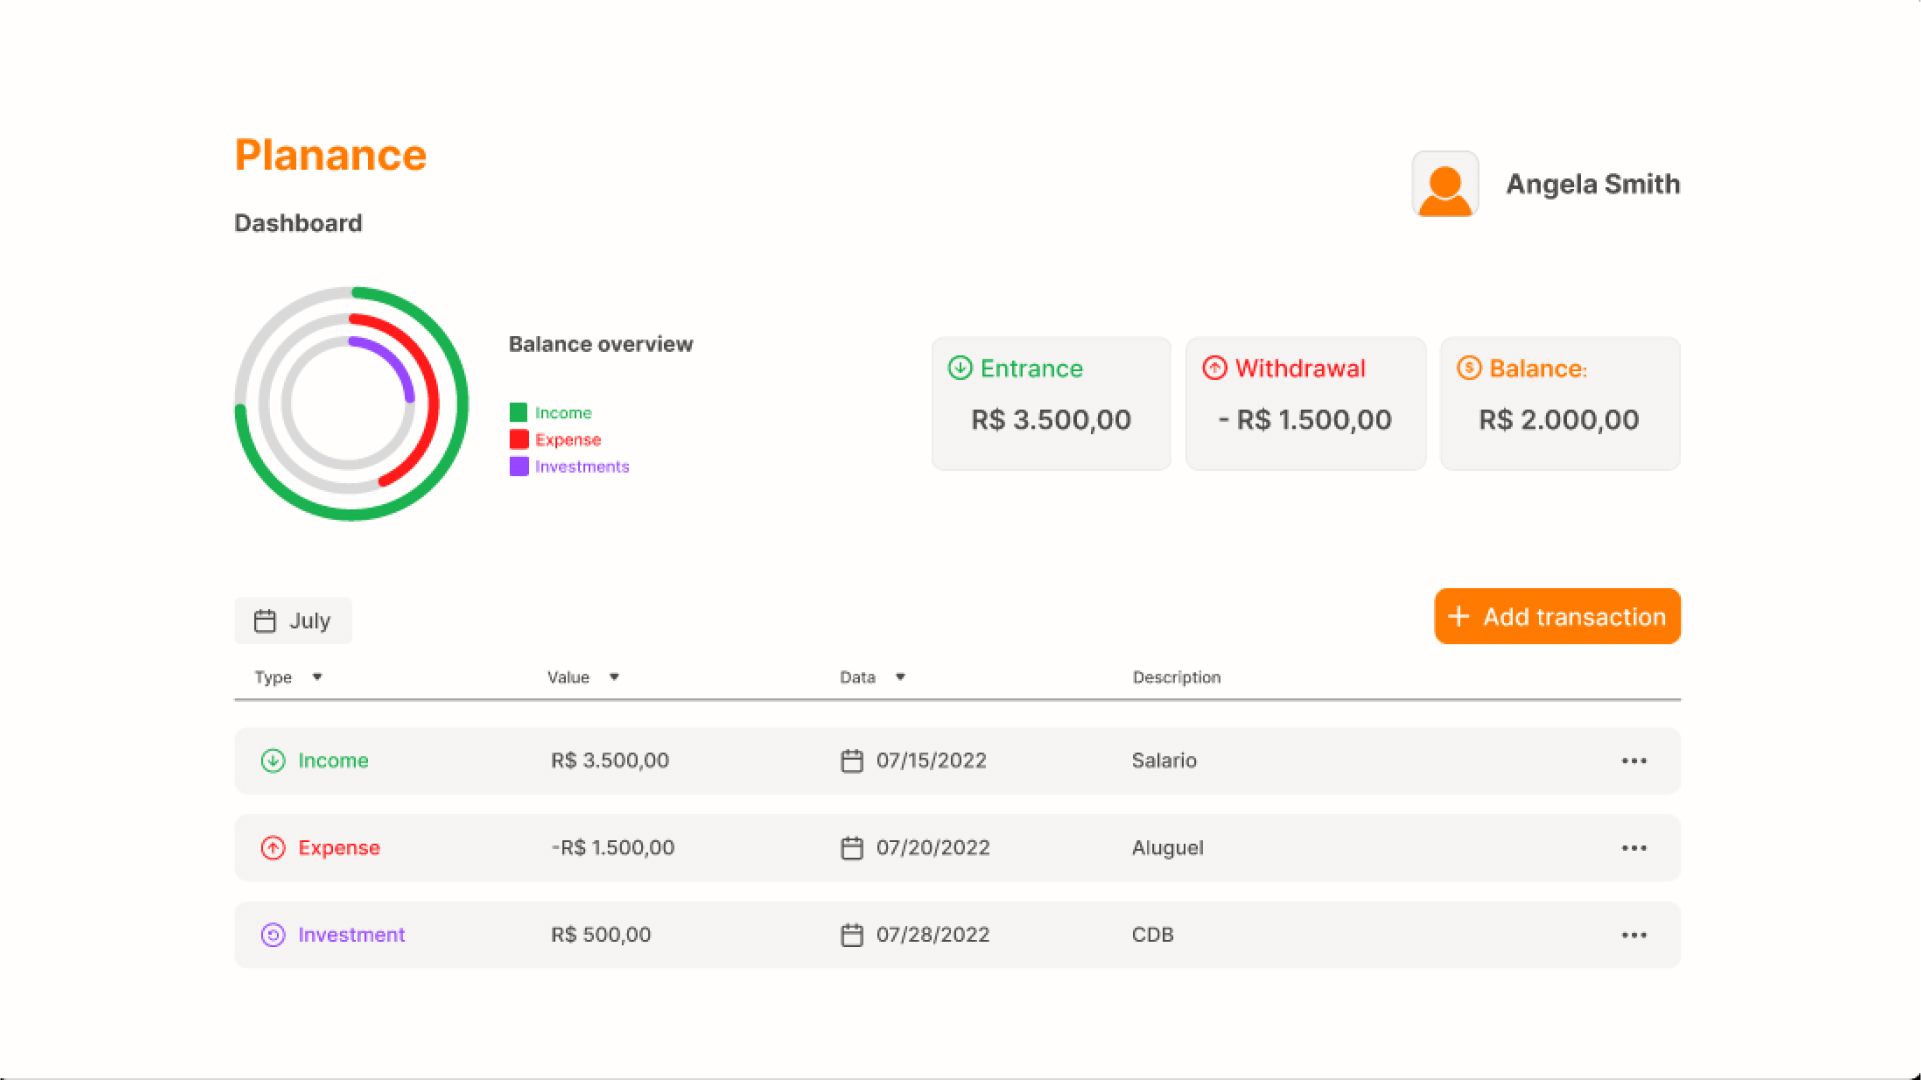 Planance
Angela Smith
Dashboard
Balance overview
Income
Expense
Investments
Entrance
R$ 3.500,00
Withdrawal
- R$ 1.500,00
Balance:
R$ 2.000,00
July
+ Add transaction
Type Value Data Description
Income R$ 3.500,00 07/15/2022 Salario
Expense -R$ 1.500,00 07/20/2022 Aluguel
Investment R$ 500,00 07/28/2022 CDB